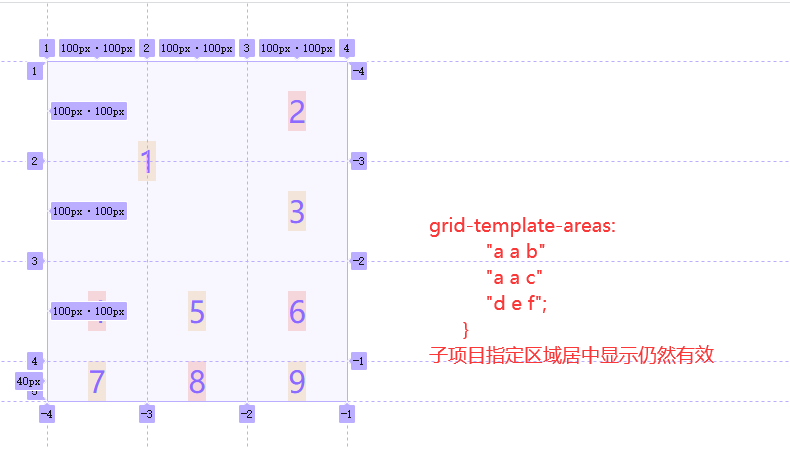 1 100px·100px 2 100px·100px 3 100px·100px 4
1 -4
100px·100px 2
2 1 -3
100px·100px 3
grid-template-areas:
"a a b"
3 -2
"a a c"
"d e f";
100px·100px 5 6
}
子项目指定区域居中显示仍然有效
4 -1
40px 7 8 9
-4 -3 -2 -1